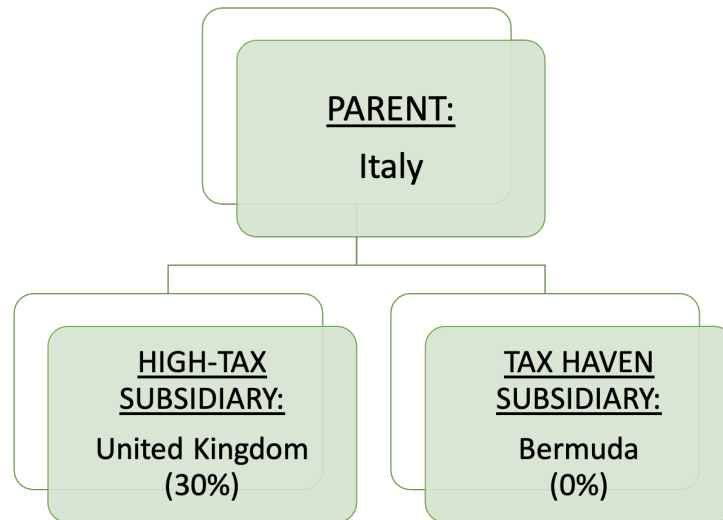 PARENT:
Italy
HIGH-TAX
SUBSIDIARY:
United Kingdom
(30%)
TAX HAVEN
SUBSIDIARY:
Bermuda
(0%)